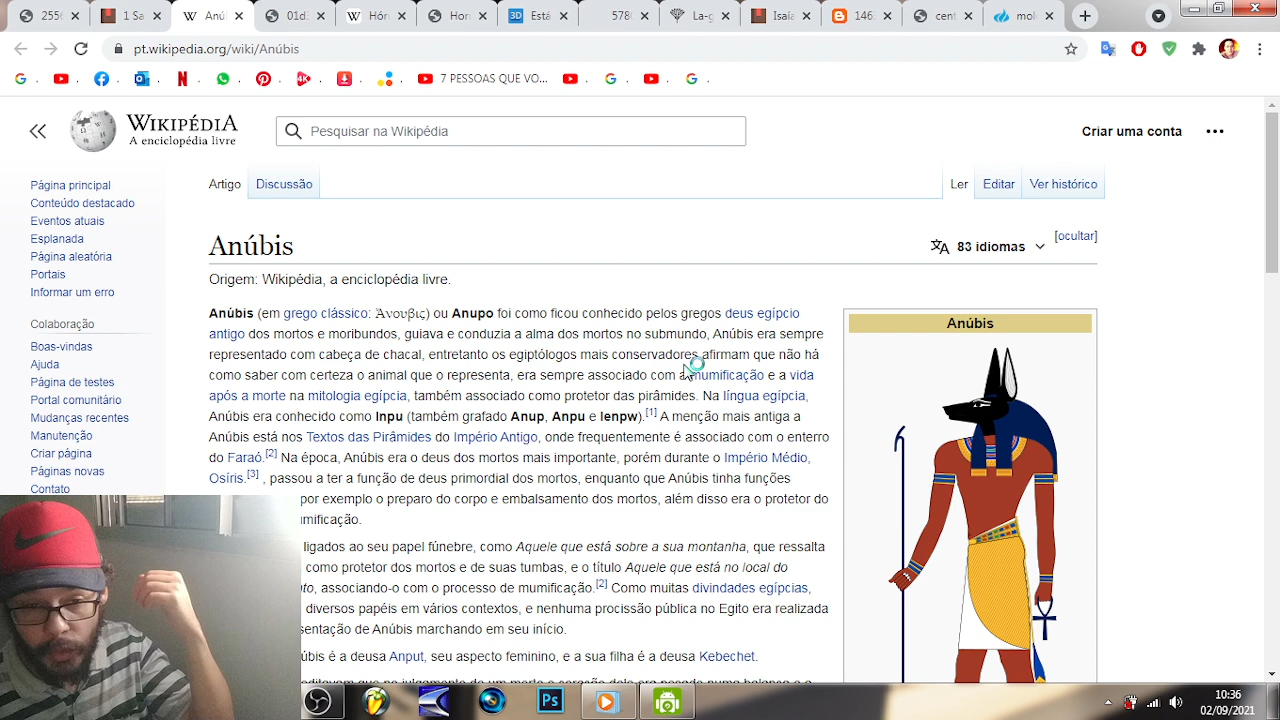 255
1 Sa
Anú
01d
Hór
Hor
Está
578
La-g
Isaía
146
cent
mol
pt.wikipedia.org/wiki/Anúbis
7 PESSOAS QUE VO...
WIKIPÉDIA
A enciclopédia livre
Pesquisar na Wikipédia
Criar uma conta
Página principal
Conteúdo destacado
Eventos atuais
Esplanada
Página aleatória
Portais
Informar um erro
Colaboração
Boas-vindas
Ajuda
Página de testes
Portal comunitário
Mudanças recentes
Manutenção
Criar página
Páginas novas
Contato
Artigo Discussão Ler Editar Ver histórico
Anúbis
83 idiomas
[ocultar]
Origem: Wikipédia, a enciclopédia livre.
Anúbis (em grego clássico: Ἄνουβις) ou Anupo foi como ficou conhecido pelos gregos deus egípcio
antigo dos mortos e moribundos, guiava e conduzia a alma dos mortos no submundo, Anúbis era sempre
representado com cabeça de chacal, entretanto os egiptólogos mais conservadores afirmam que não há
como saber com certeza o animal que o representa, era sempre associado com a mumificação e a vida
após a morte na mitologia egípcia, também associado como protetor das pirâmides. Na língua egípcia,
Anúbis era conhecido como Inpu (também grafado Anup, Anpu e Ienpw).[1] A menção mais antiga a
Anúbis está nos Textos das Pirâmides do Império Antigo, onde frequentemente é associado com o enterro
do Faraó.[2] Na época, Anúbis era o deus dos mortos mais importante, porém durante o Império Médio,
Osíris.[3] a terra função de deus primordial dos mortos, enquanto que Anúbis tinha funções
por exemplo o preparo do corpo e embalsamento dos mortos, além disso era o protetor do
mificação.
ligados ao seu papel fúnebre, como Aquele que está sobre a sua montanha, que ressalta
como protetor dos mortos e de suas tumbas, e o título Aquele que está no local do
associando-o com o processo de mumificação.[2] Como muitas divindades egípcias,
diversos papéis em vários contextos, e nenhuma procissão pública no Egito era realizada
sentação de Anúbis marchando em seu início.
úbis é a deusa Anput, seu aspecto feminino, e a sua filha é a deusa Kebechet.
Anúbis
Ps
10:36
02/09/2021